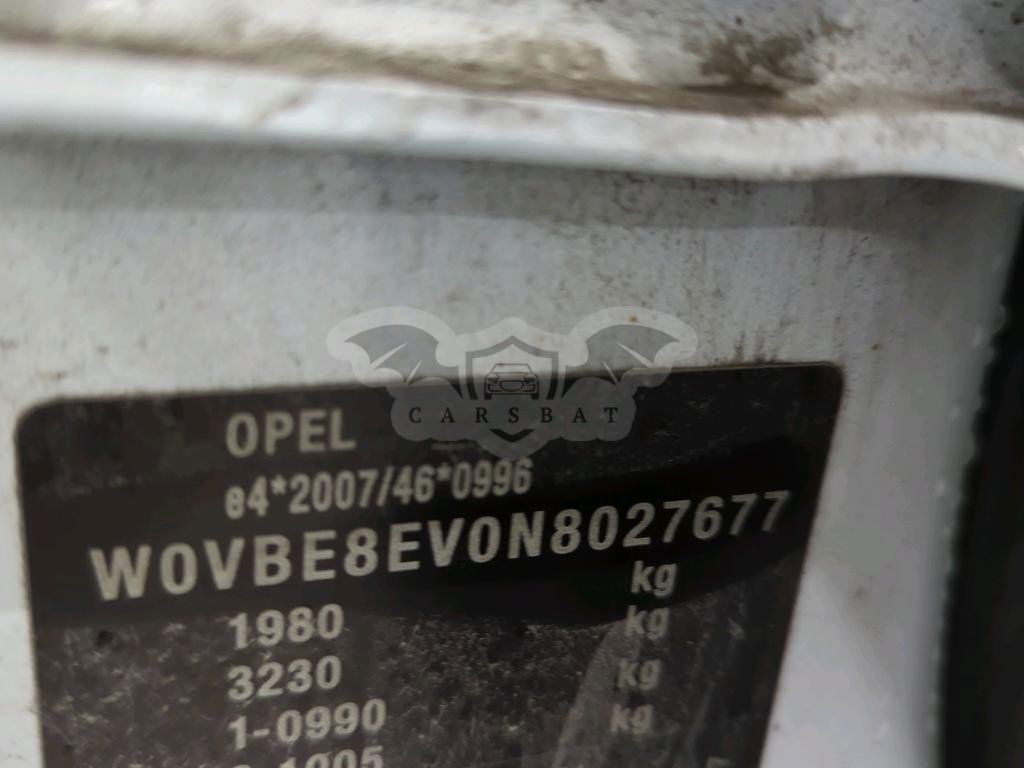 CARSBAT
OPEL
e4*2007/46*0996
W0VBE8EV0N8027677
1980 kg
3230 kg
1-0990 kg
kg